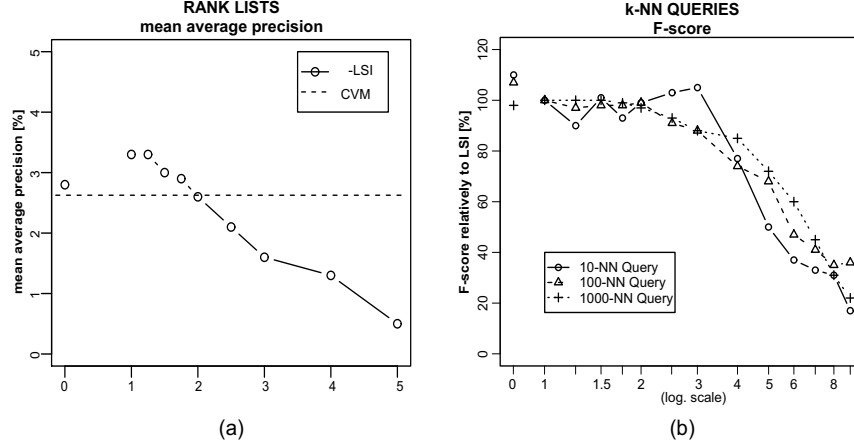 RANK LISTS
mean average precision
mean average precision [%]
5
4
3
2
1
0
-LSI
CVM
0 1 2 3 4 5
(a)
k-NN QUERIES
F-score
F-score relatively to LSI [%]
120
100
80
60
40
20
0
10-NN Query
100-NN Query
1000-NN Query
0 1 1.5 2 3 4 5 6 8
(log. scale)
(b)